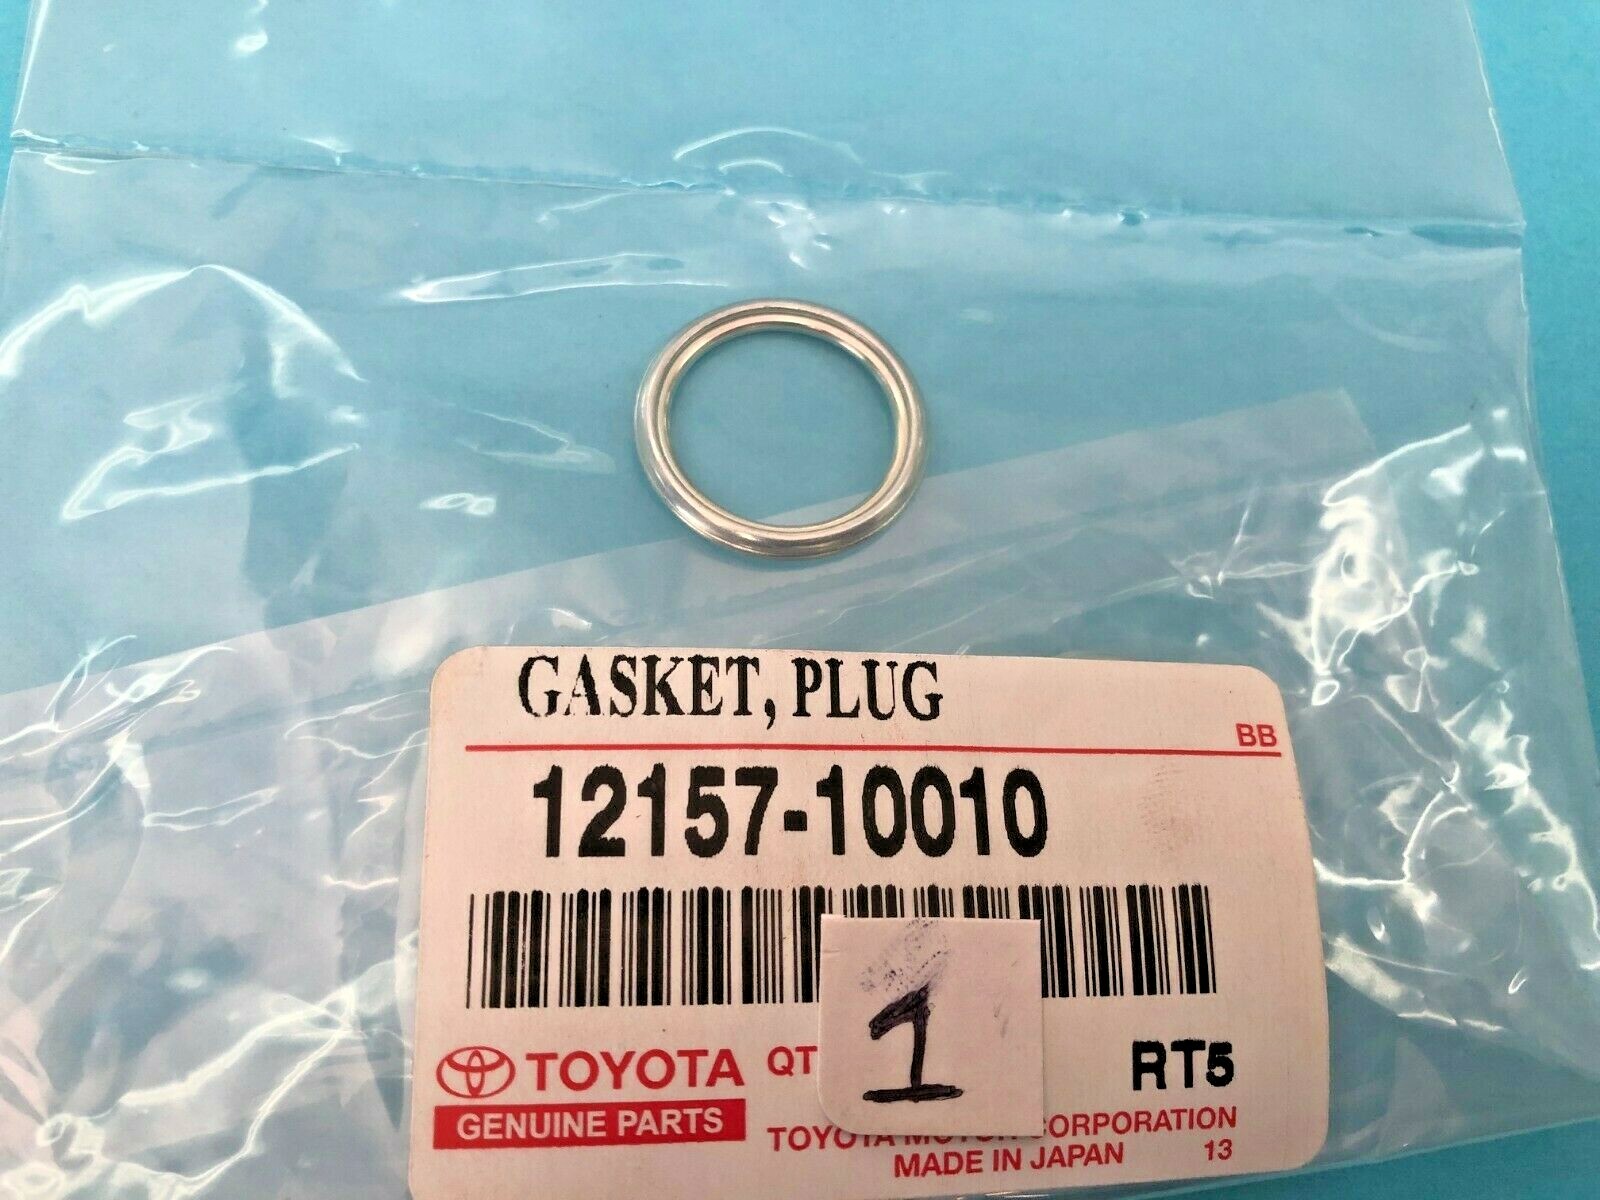 GASKET, PLUG
BB
12157-10010
1
TOYOTA QT RT5
GENUINE PARTS
TOYOTA MOTOR CORPORATION
MADE IN JAPAN 13